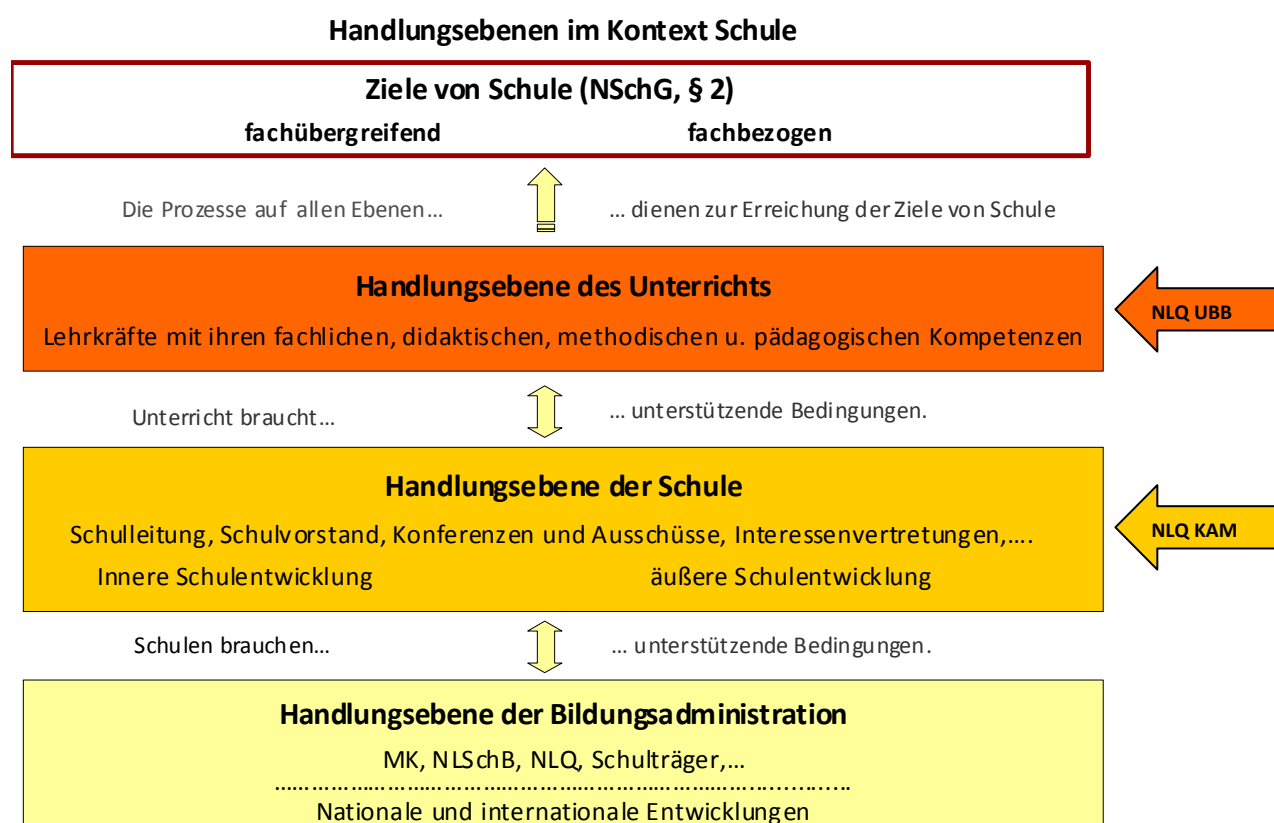 Handlungsebenen im Kontext Schule
Ziele von Schule (NSchG, § 2)
fachübergreifend fachbezogen
Die Prozesse auf allen Ebenen… … dienen zur Erreichung der Ziele von Schule
Handlungsebene des Unterrichts
Lehrkräfte mit ihren fachlichen, didaktischen, methodischen u. pädagogischen Kompetenzen
NLQ UBB
Unterricht braucht… … unterstützende Bedingungen.
Handlungsebene der Schule
Schulleitung, Schulvorstand, Konferenzen und Ausschüsse, Interessenvertretungen,….
NLQ KAM
Innere Schulentwicklung äußere Schulentwicklung
Schulen brauchen… … unterstützende Bedingungen.
Handlungsebene der Bildungsadministration
MK, NLSchB, NLQ, Schulträger,…
Nationale und internationale Entwicklungen